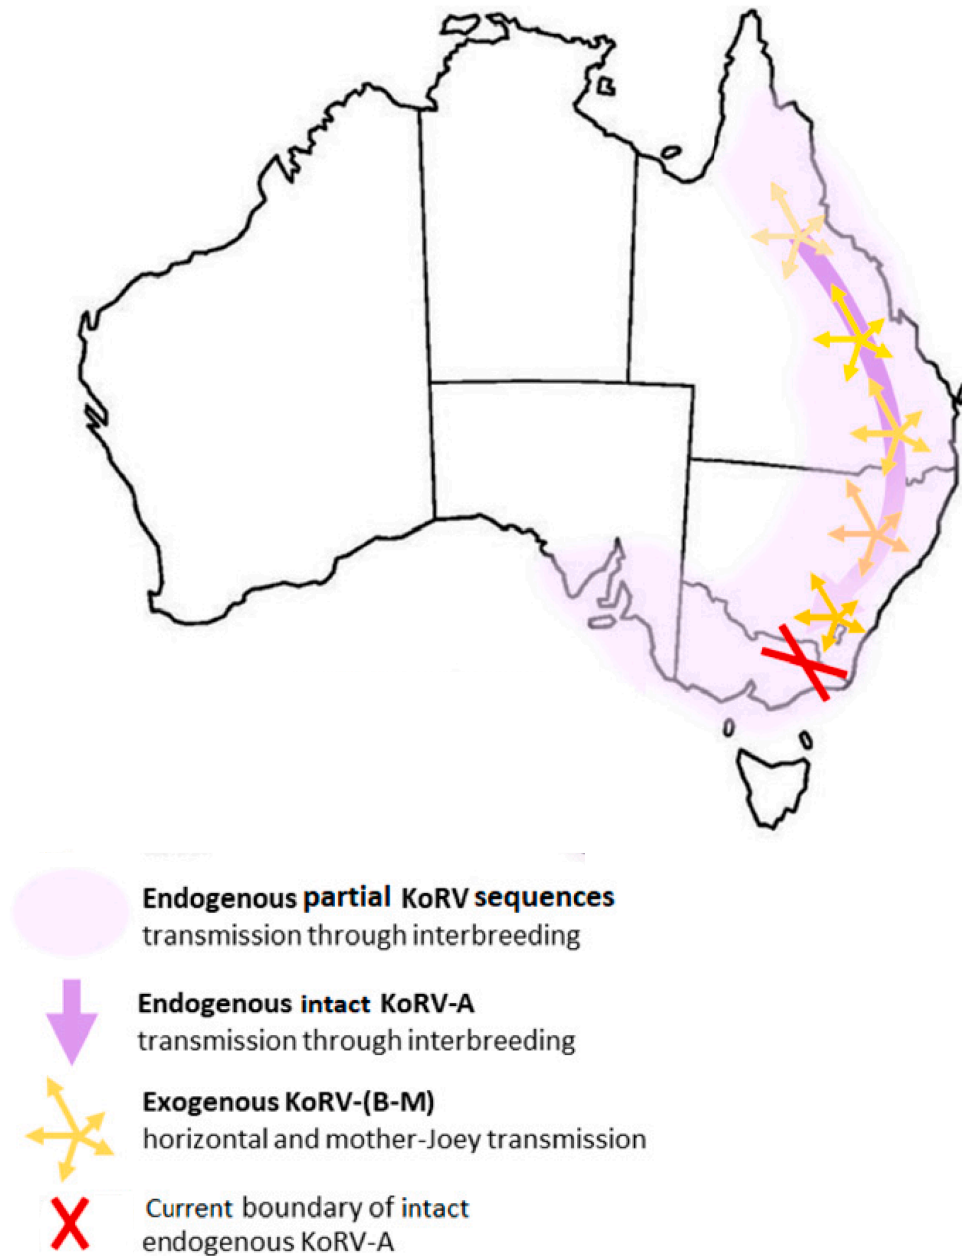 Endogenous partial KoRV sequences
transmission through interbreeding
Endogenous intact KoRV-A
transmission through interbreeding
Exogenous KoRV-(B-M)
horizontal and mother-Joey transmission
Current boundary of intact
endogenous KoRV-A